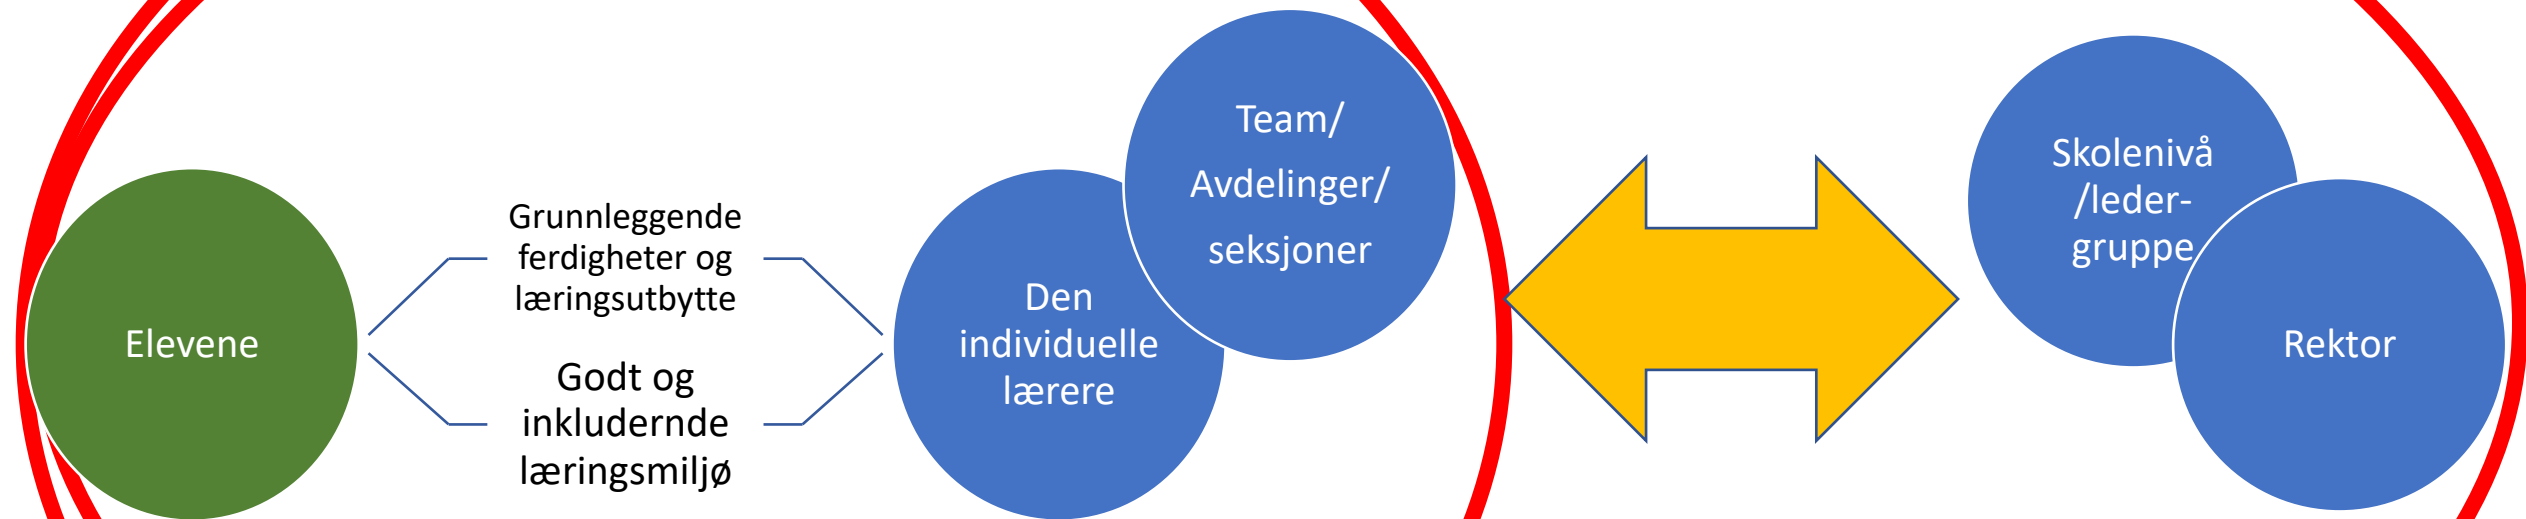 Elevene
Grunnleggende
ferdigheter og
læringsutbytte
Godt og
inkludernde
læringsmiljø
Den
individuelle
lærere
Team/
Avdelinger/
seksjoner
Skolenivå
/leder-
gruppe
Rektor